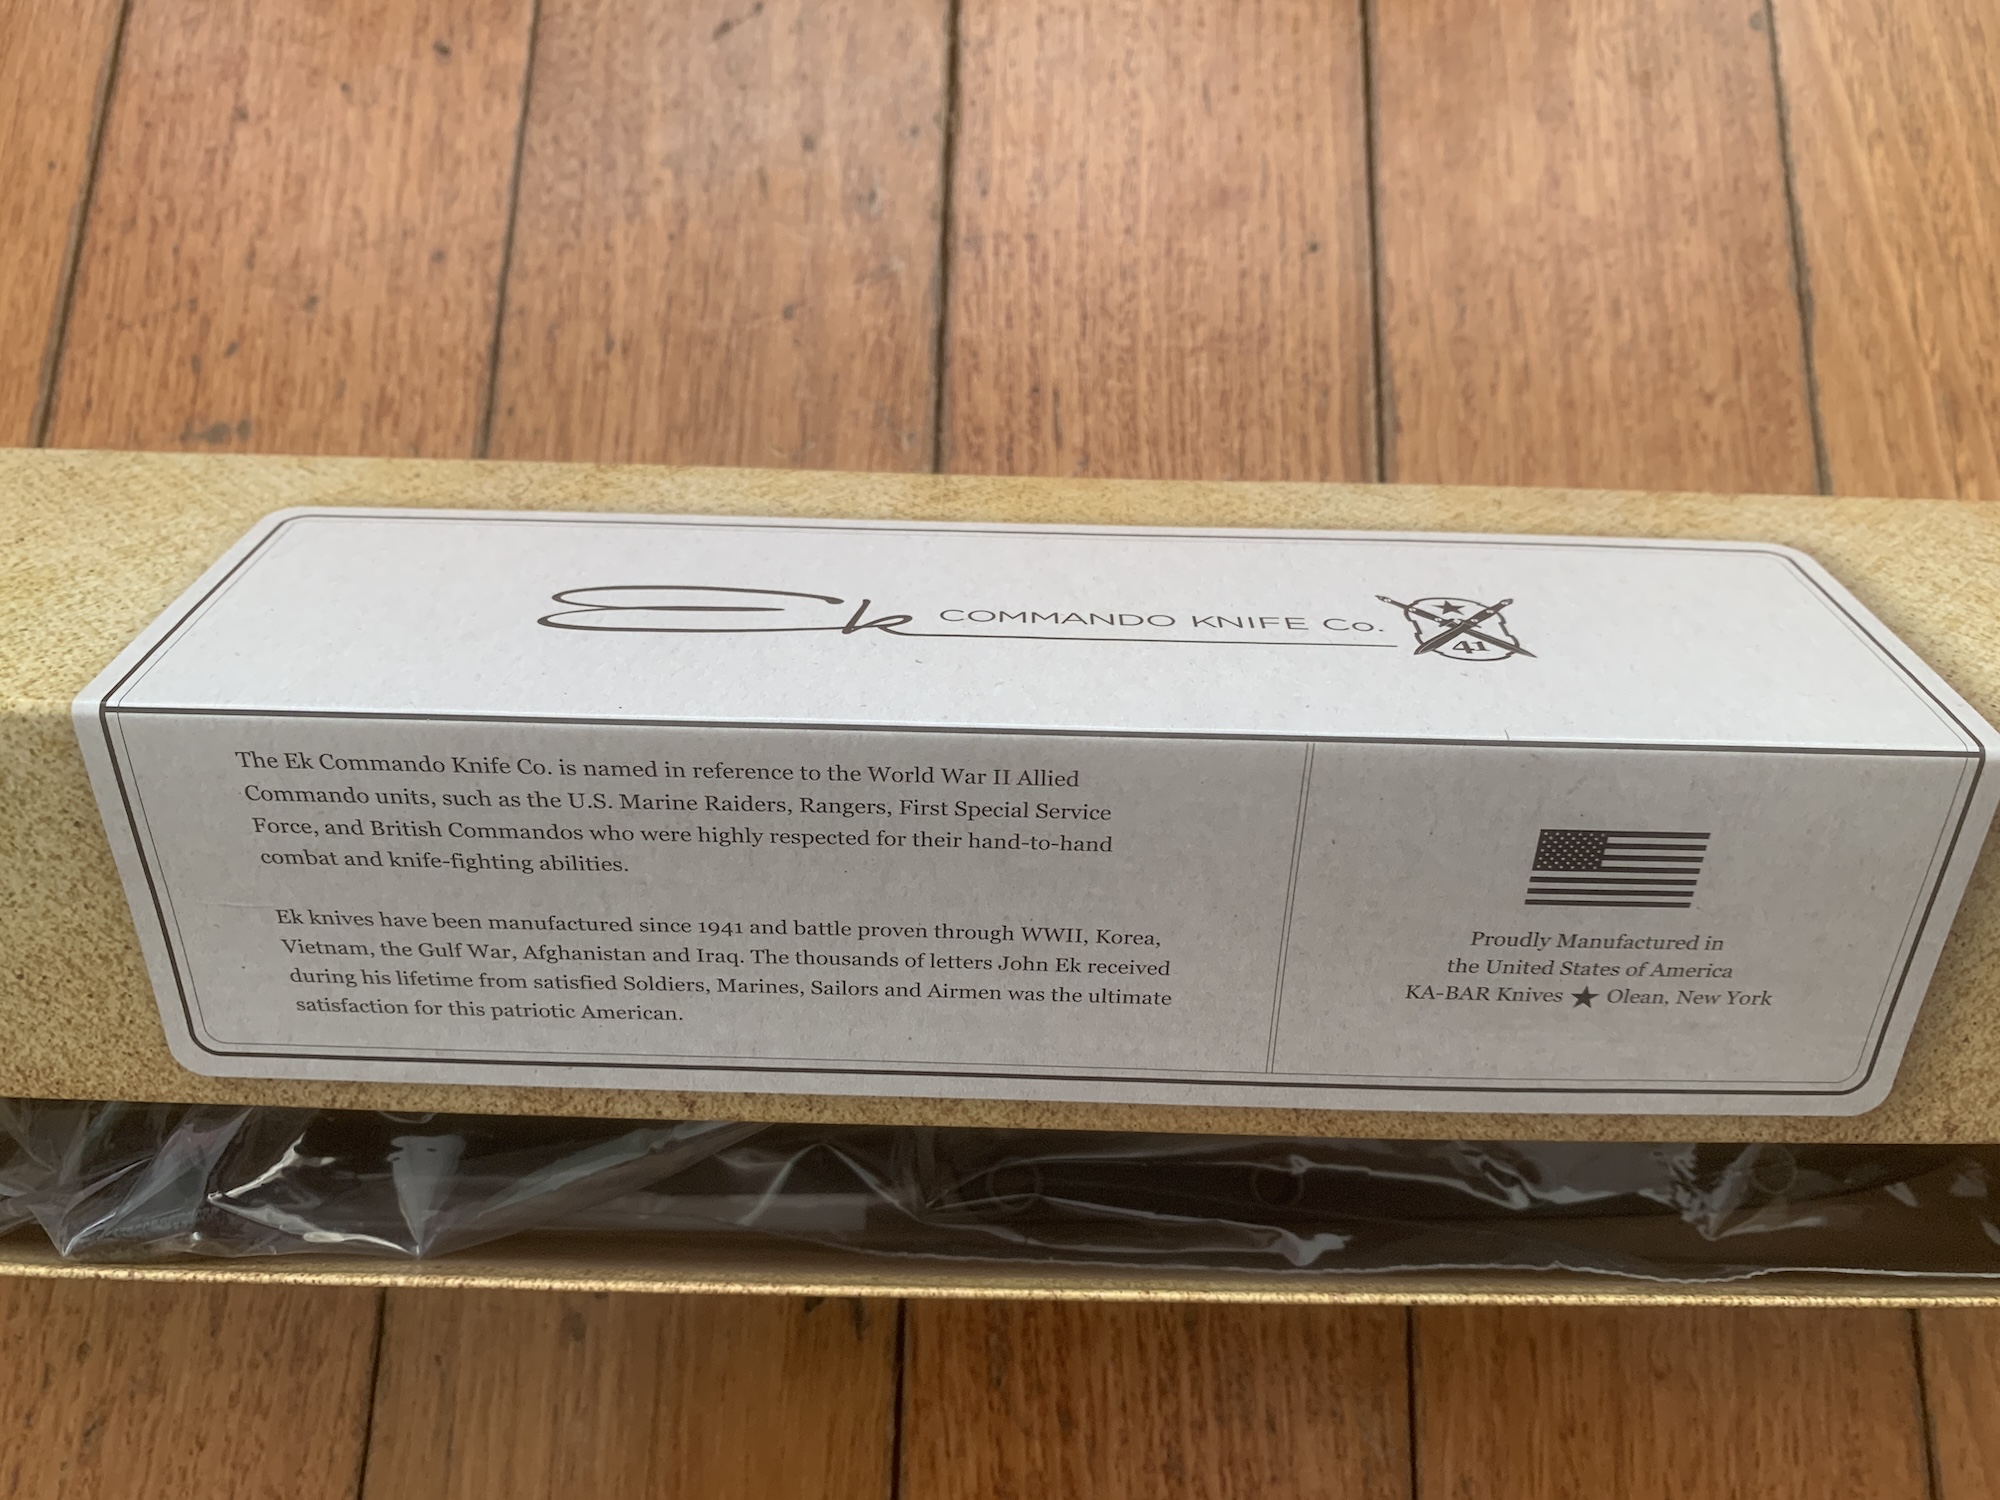 Ek COMMANDO KNIFE Co.
41
The Ek Commando Knife Co. is named in reference to the World War II Allied
Commando units, such as the U.S. Marine Raiders, Rangers, First Special Service
Force, and British Commandos who were highly respected for their hand-to-hand
combat and knife-fighting abilities.
Ek knives have been manufactured since 1941 and battle proven through WWII, Korea,
Vietnam, the Gulf War, Afghanistan and Iraq. The thousands of letters John Ek received
during his lifetime from satisfied Soldiers, Marines, Sailors and Airmen was the ultimate
satisfaction for this patriotic American.
Proudly Manufactured in
the United States of America
KA-BAR Knives ★ Olean, New York